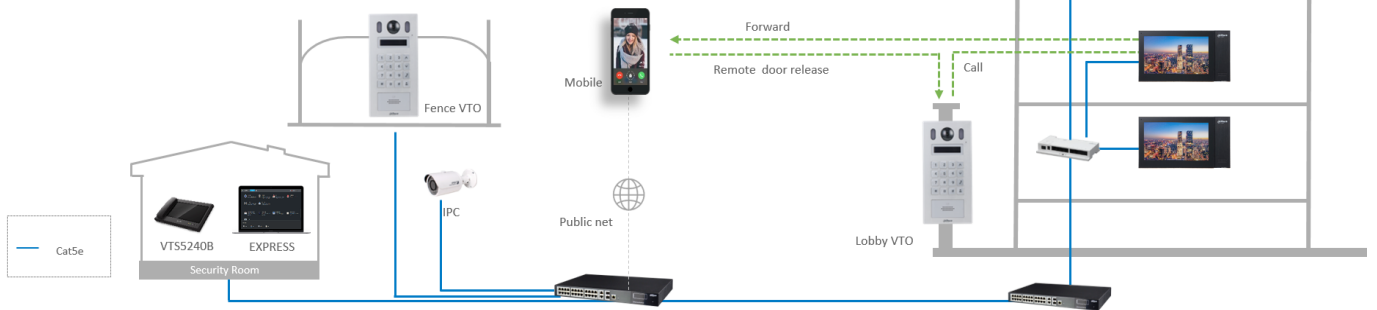 Forward
Remote door release
Call
Mobile
Fence VTO
IPC
Public net
Lobby VTO
VTS5240B
EXPRESS
Security Room
Cat5e